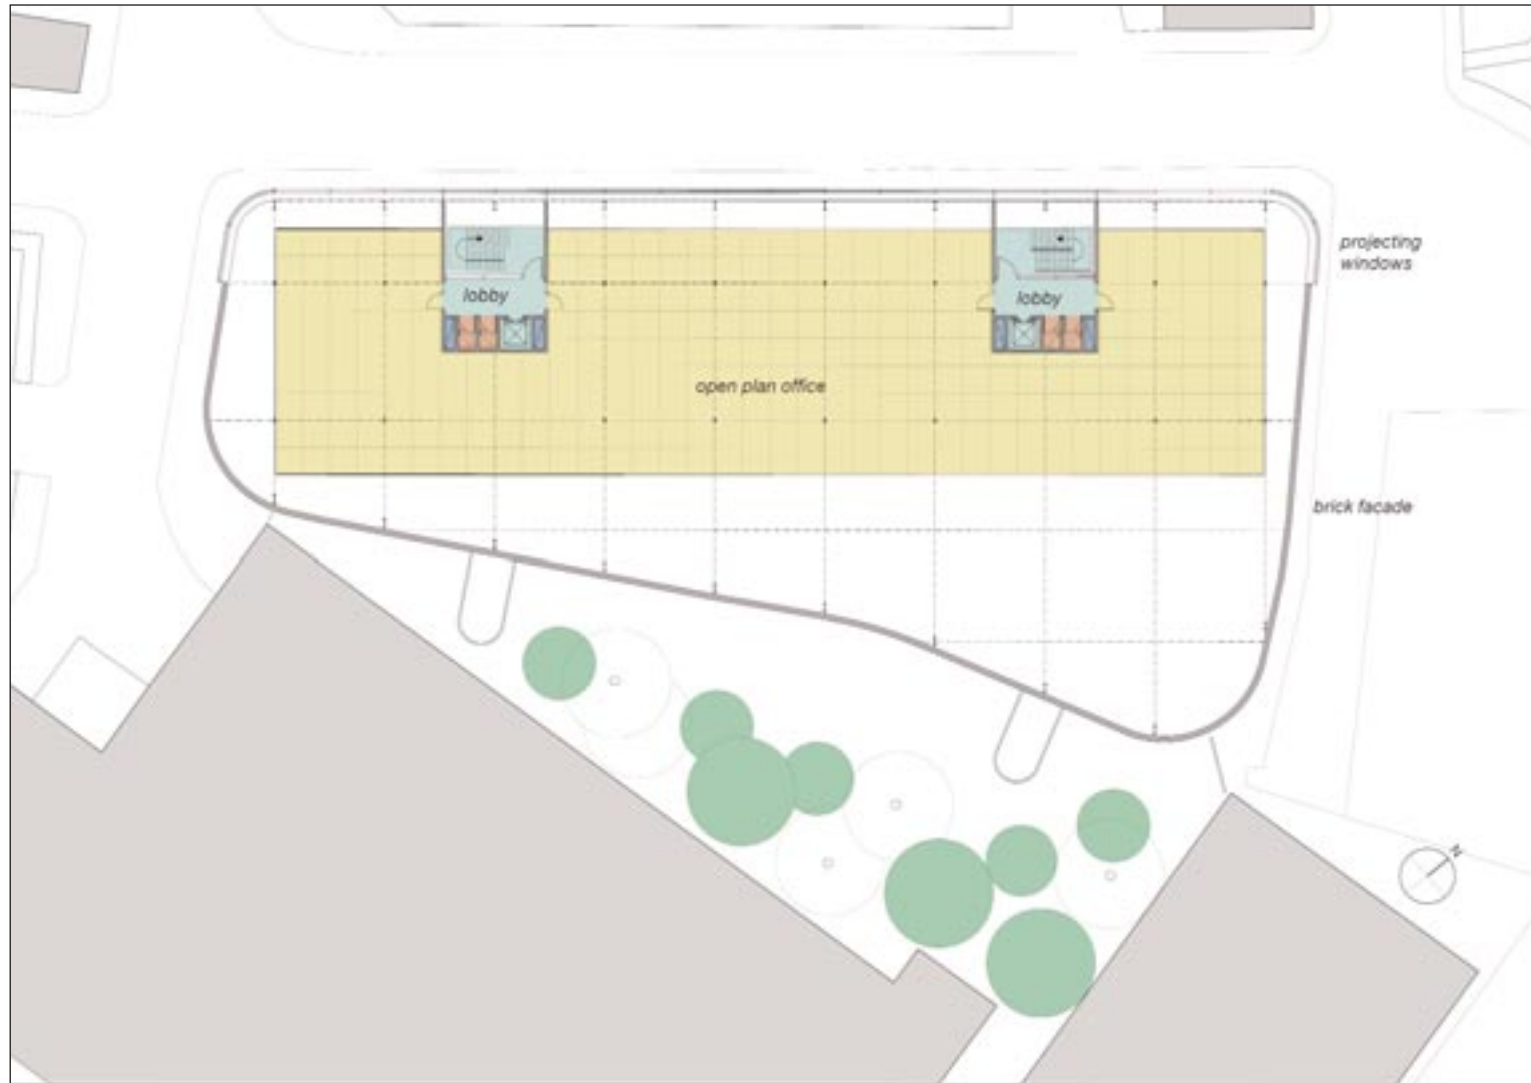 projecting
windows
lobby
lobby
open plan office
brick facade
N